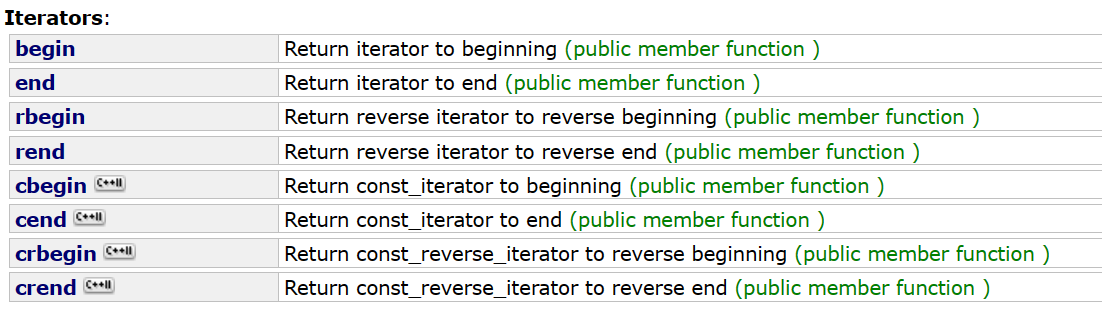 Iterators:
begin Return iterator to beginning (public member function )
end Return iterator to end (public member function )
rbegin Return reverse iterator to reverse beginning (public member function )
rend Return reverse iterator to reverse end (public member function )
cbegin C++11 Return const_iterator to beginning (public member function )
cend C++11 Return const_iterator to end (public member function )
crbegin C++11 Return const_reverse_iterator to reverse beginning (public member function )
crend C++11 Return const_reverse_iterator to reverse end (public member function )